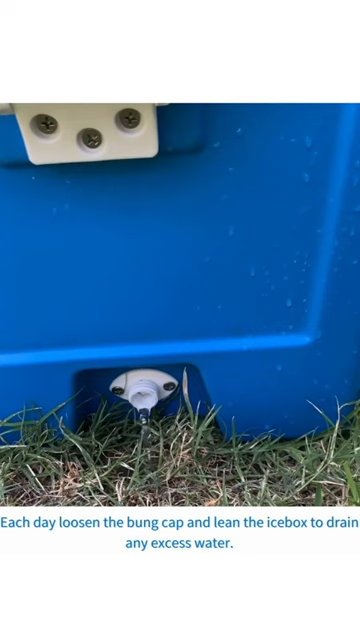 Each day loosen the bung cap and lean the icebox to drain
any excess water.